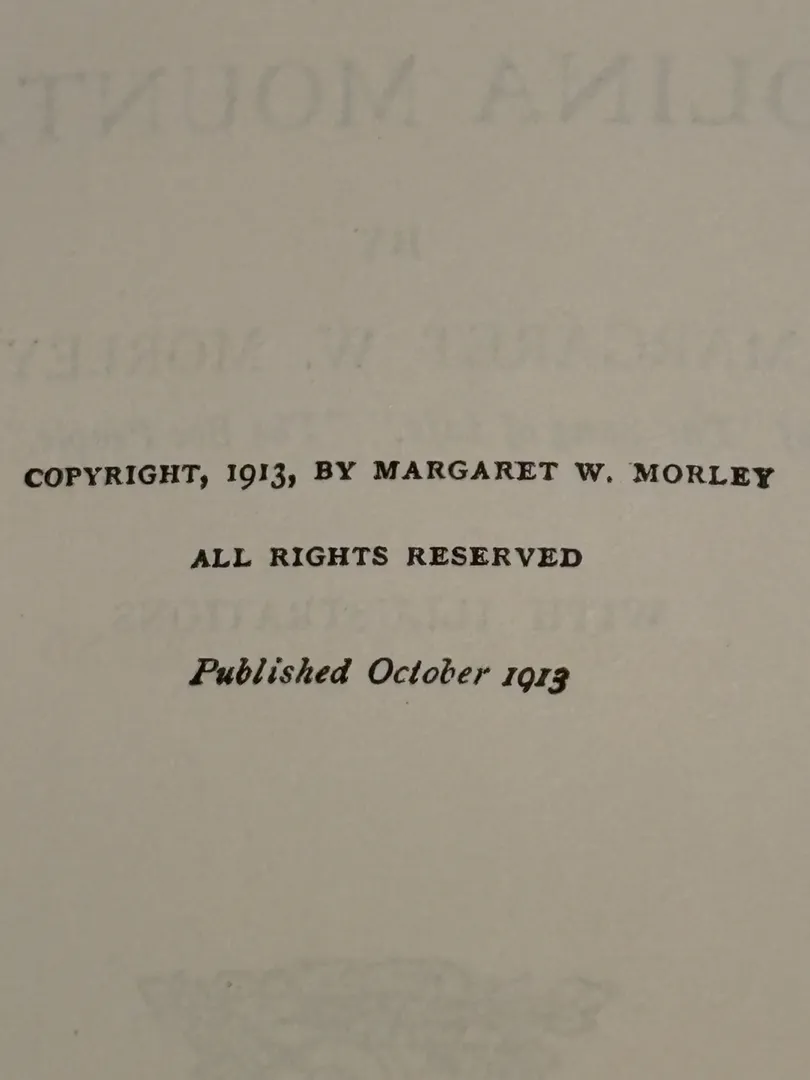 COPYRIGHT, 1913, BY MARGARET W. MORLEY
ALL RIGHTS RESERVED
Published October 1913